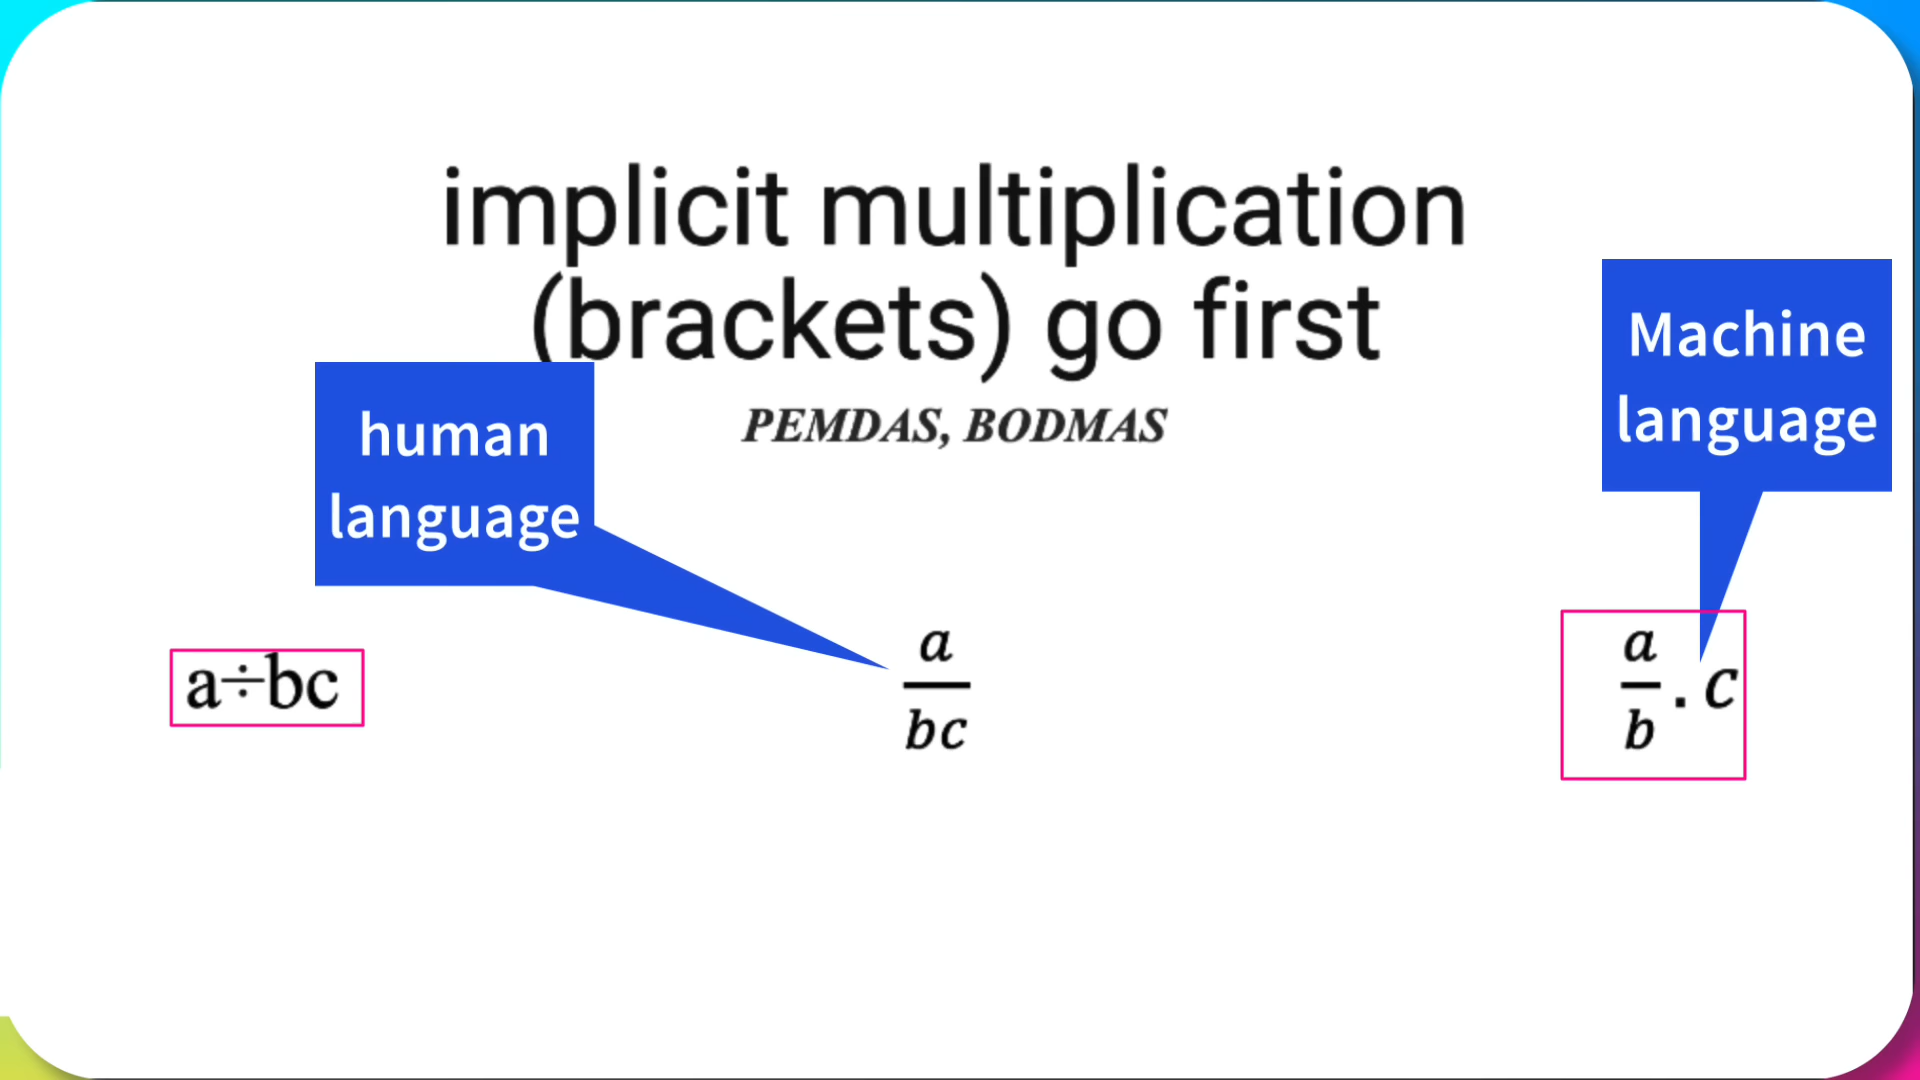 implicit multiplication
(brackets) go first
PEMDAS, BODMAS
human
language
Machine
language
a÷bc
a
bc
a
b
. c